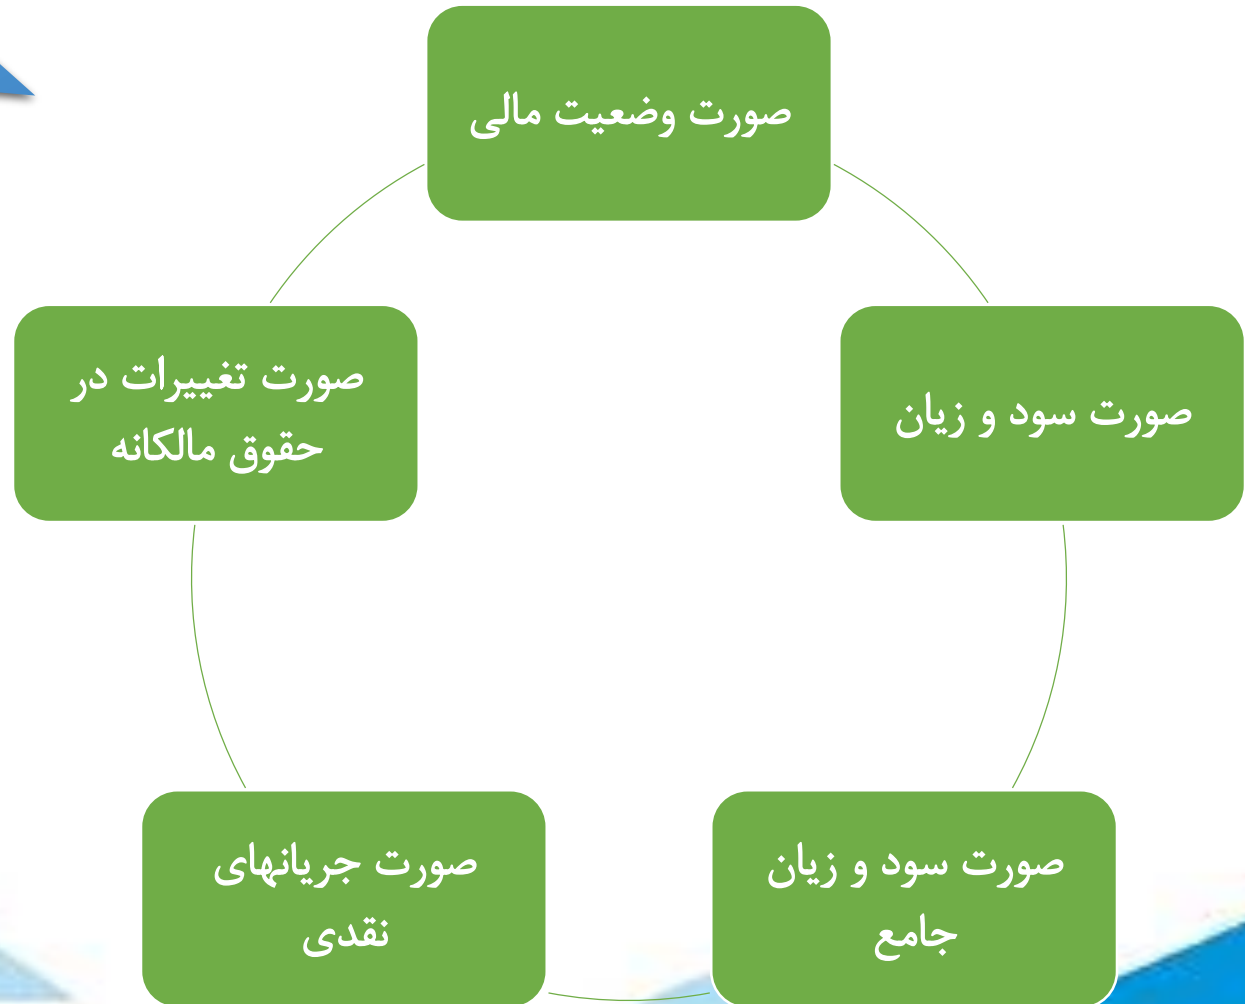 صورت وضعیت مالی
صورت سود و زیان
صورت سود و زیان
جامع
صورت جریانهای
نقدی
صورت تغییرات در
حقوق مالکانه